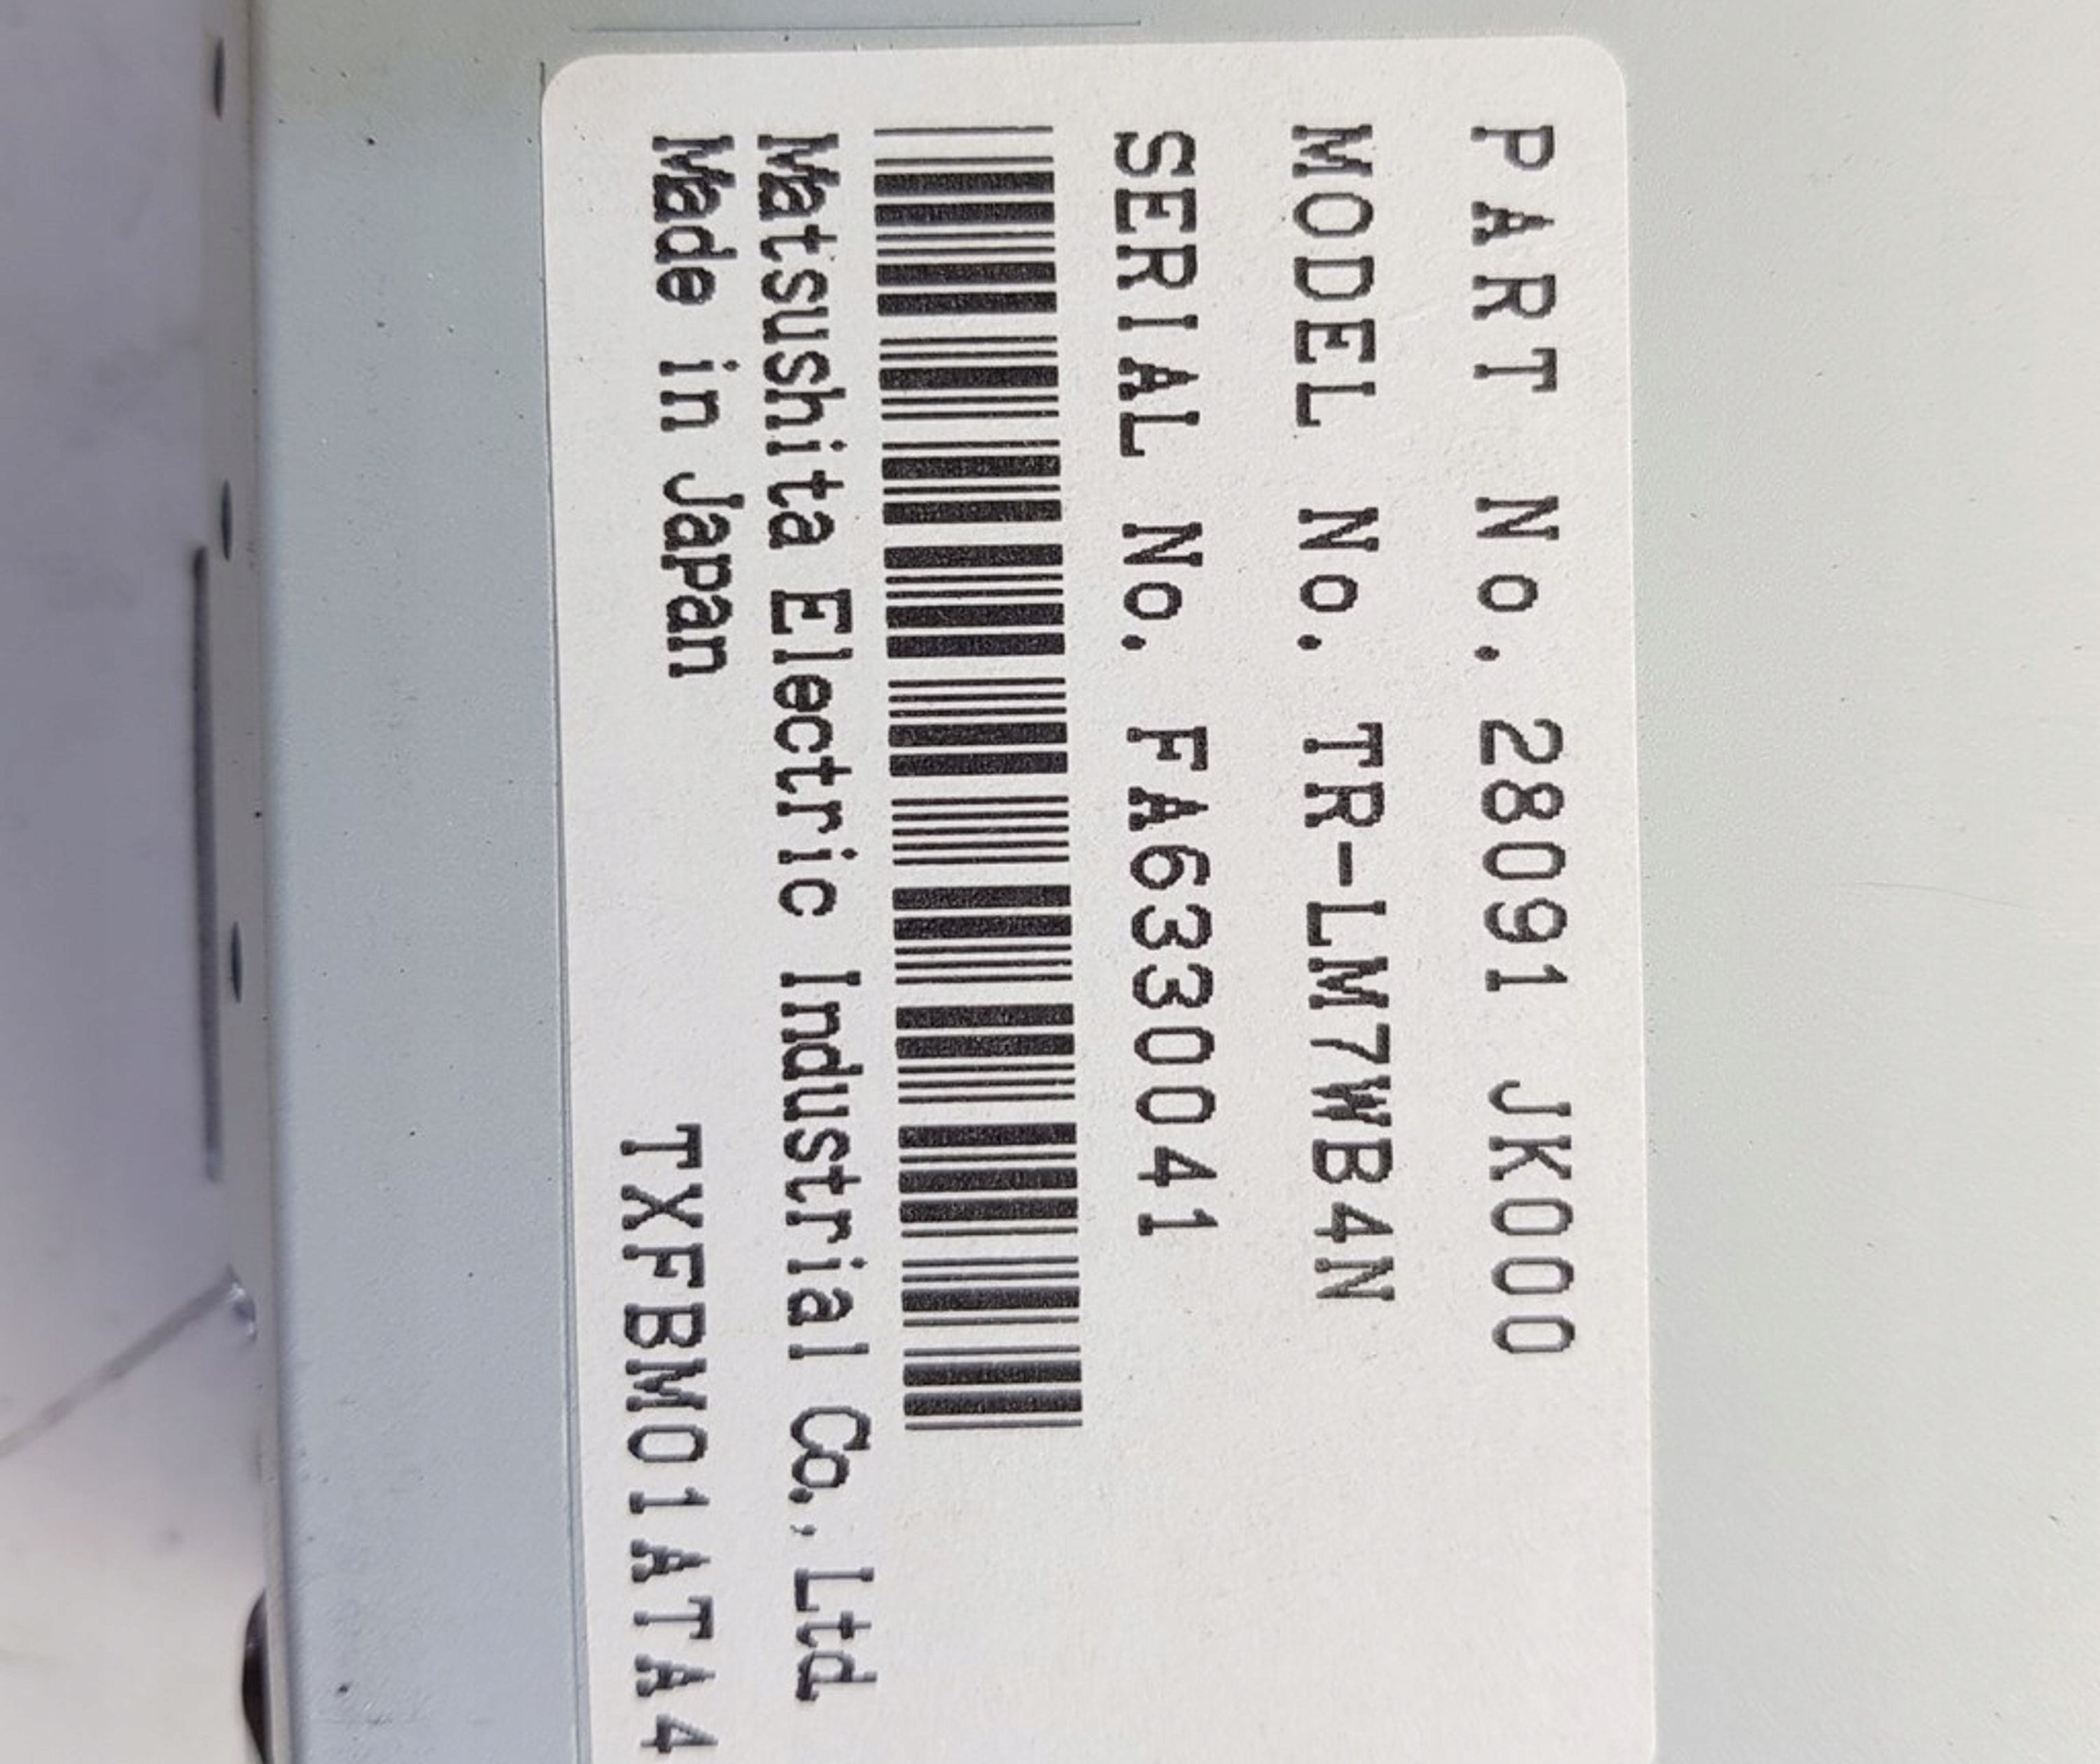 PART No. 28091 JK000
MODEL No. TR-LM7WB4N
SERIAL No. FA6330041
Matsushita Electric Industrial Co., Ltd
Made in Japan
TXFBM01ATA4